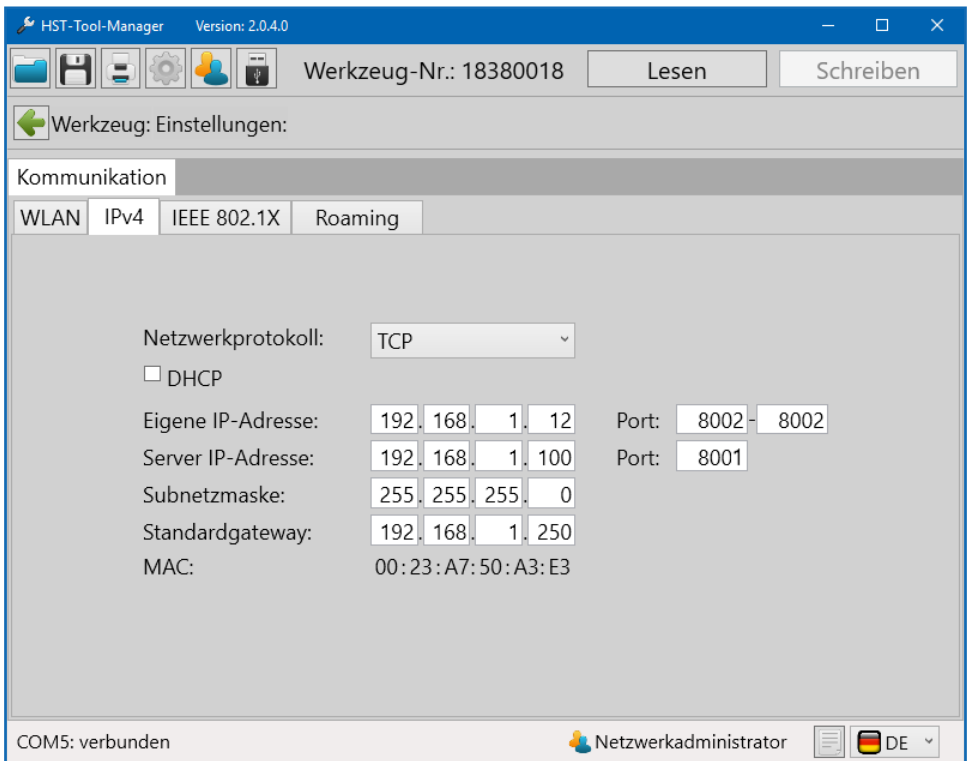 HST-Tool-Manager Version: 2.0.4.0
Werkzeug-Nr.: 18380018 Lesen Schreiben
Werkzeug: Einstellungen:
Kommunikation
WLAN IPv4 IEEE 802.1X Roaming
Netzwerkprotokoll: TCP
DHCP
Eigene IP-Adresse: 192. 168. 1. 12 Port: 8002 - 8002
Server IP-Adresse: 192. 168. 1. 100 Port: 8001
Subnetzmaske: 255. 255. 255. 0
Standardgateway: 192. 168. 1. 250
MAC: 00:23:A7:50:A3:E3
COM5: verbunden Netzwerkadministrator DE